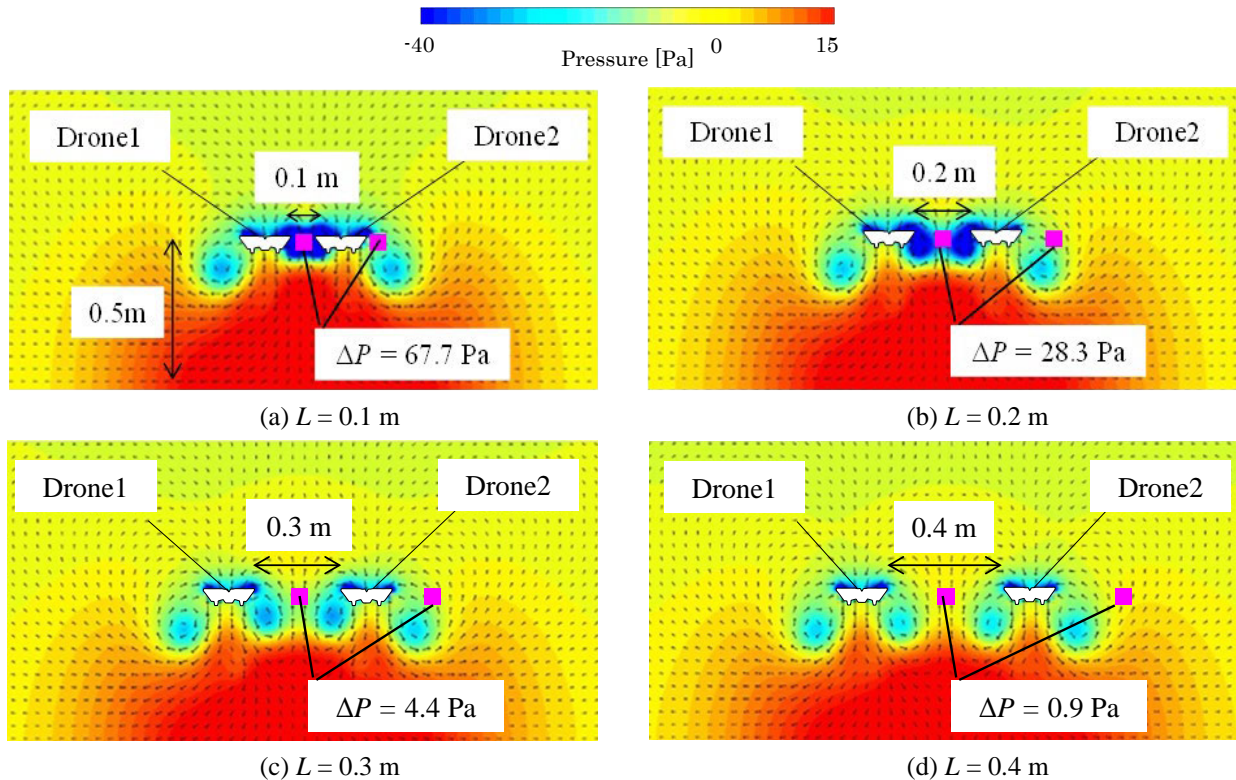 -40 0 15
Pressure [Pa]
Drone1 Drone2
0.1 m
0.5m
ΔP = 67.7 Pa
(a) L = 0.1 m
Drone1 Drone2
0.2 m
ΔP = 28.3 Pa
(b) L = 0.2 m
Drone1 Drone2
0.3 m
ΔP = 4.4 Pa
(c) L = 0.3 m
Drone1 Drone2
0.4 m
ΔP = 0.9 Pa
(d) L = 0.4 m